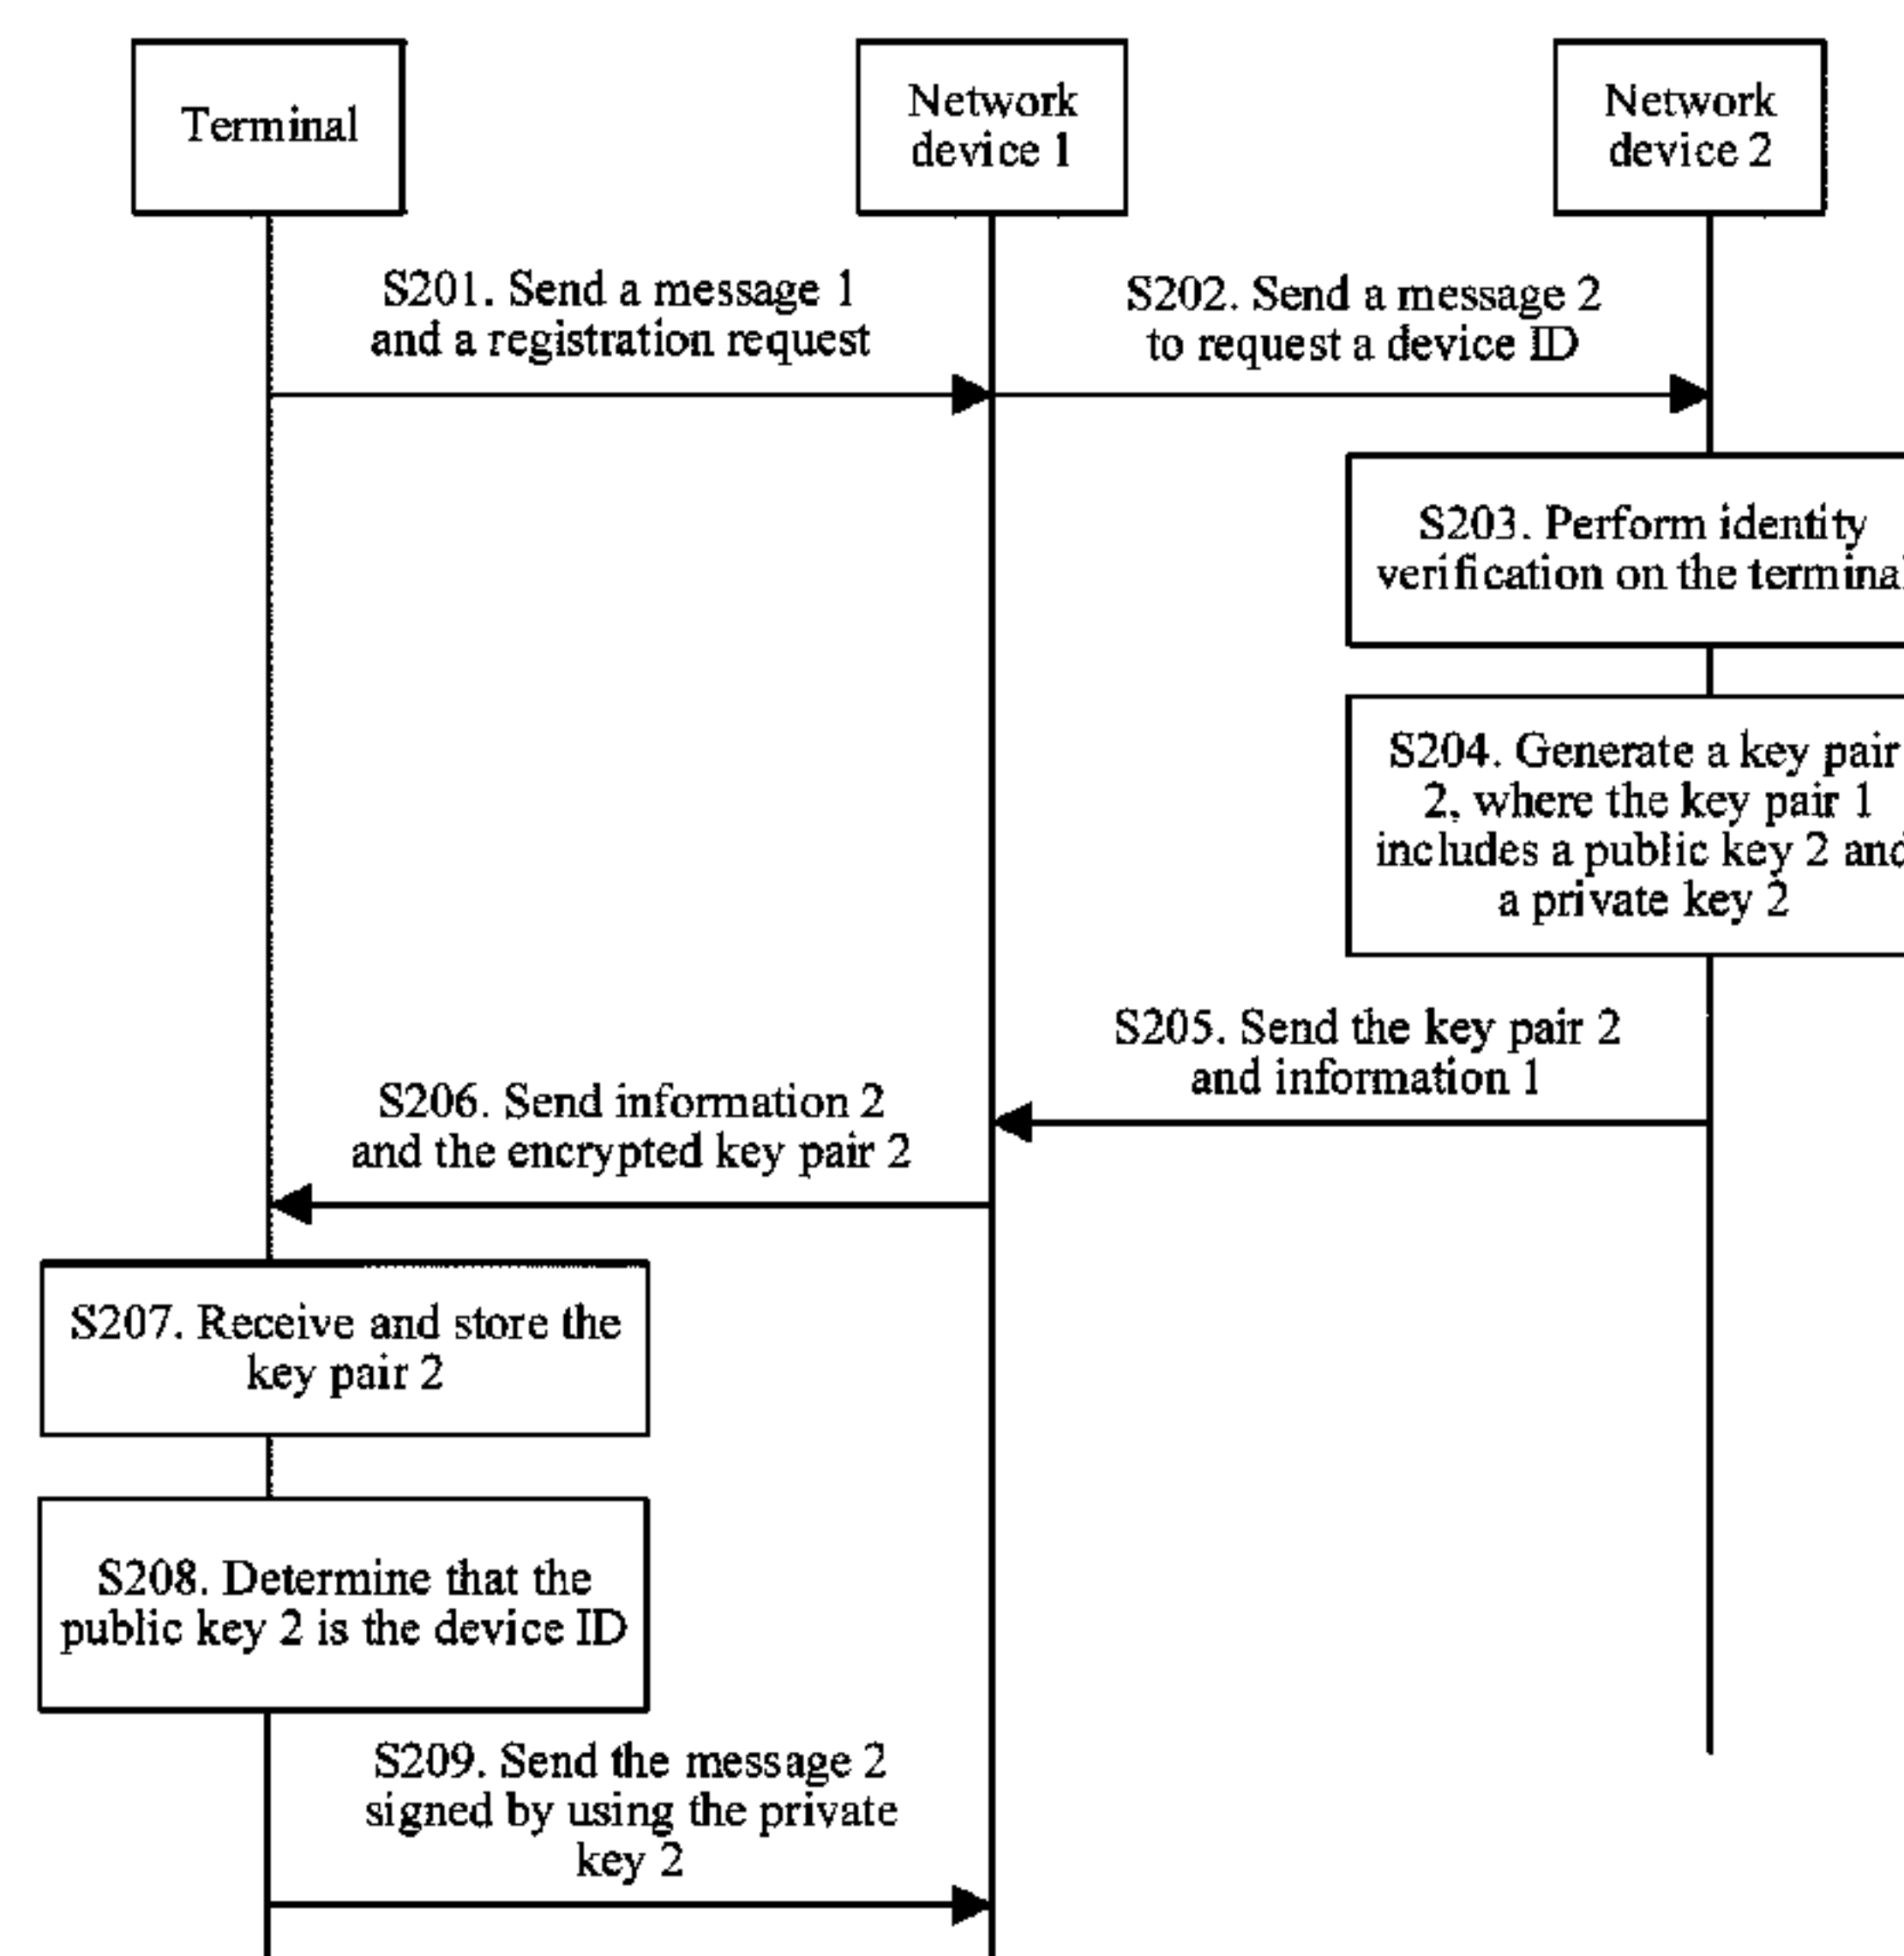 Terminal
Network
device 1
Network
device 2
S201. Send a message 1
and a registration request
S202. Send a message 2
to request a device ID
S203. Perform identity
verification on the terminal
S204. Generate a key pair
2, where the key pair 1
includes a public key 2 and
a private key 2
S205. Send the key pair 2
and information 1
S206. Send information 2
and the encrypted key pair 2
S207. Receive and store the
key pair 2
S208. Determine that the
public key 2 is the device ID
S209. Send the message 2
signed by using the private
key 2